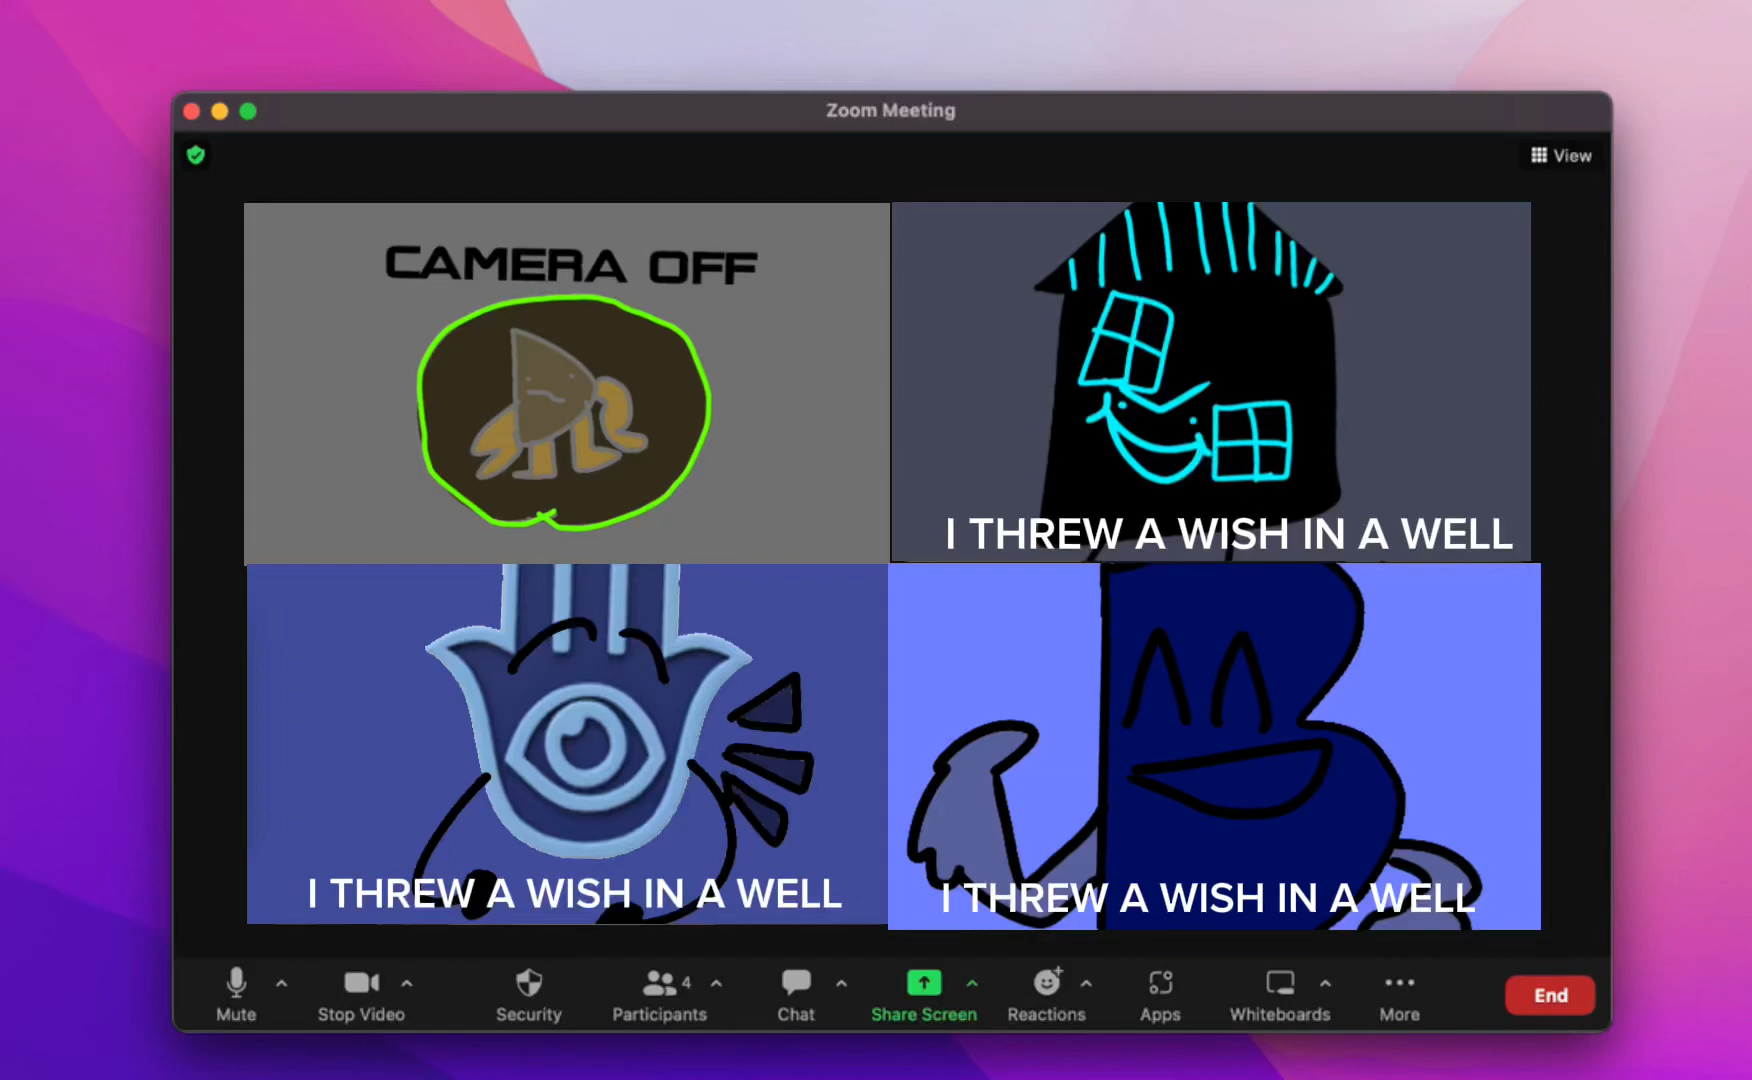 Zoom Meeting
View
CAMERA OFF
I THREW A WISH IN A WELL
I THREW A WISH IN A WELL
I THREW A WISH IN A WELL
4
Mute
Stop Video
Security
Participants
Chat
Share Screen
Reactions
Apps
Whiteboards
More
End